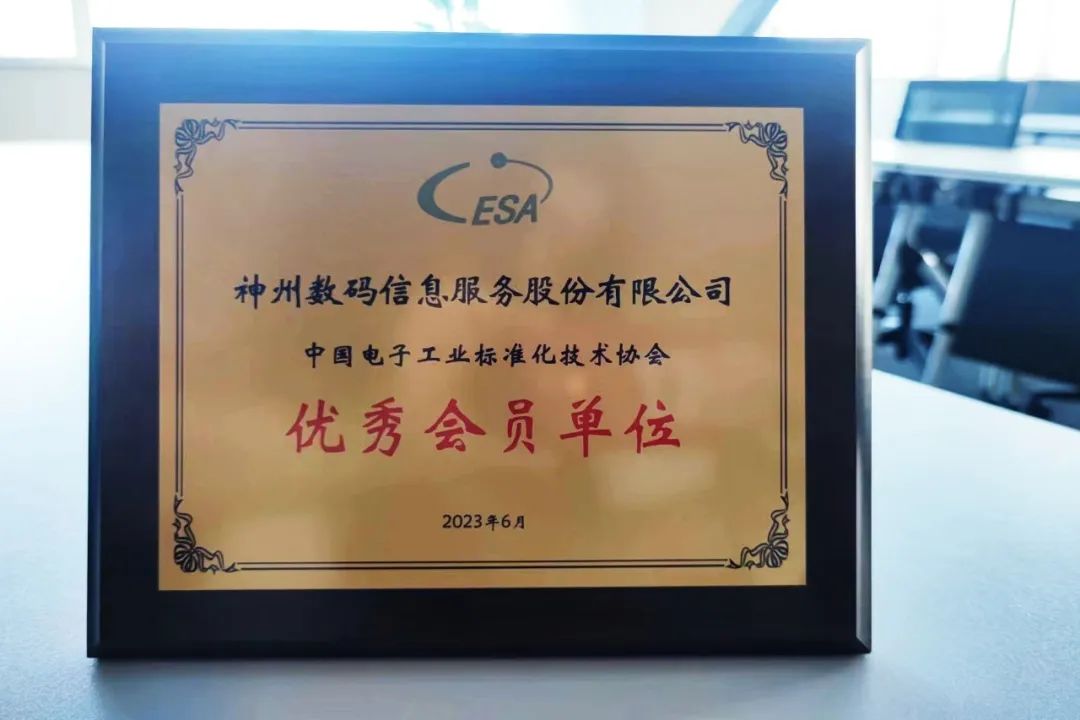 CESA
神州数码信息服务股份有限公司
中国电子工业标准化技术协会
优秀会员单位
2023年6月